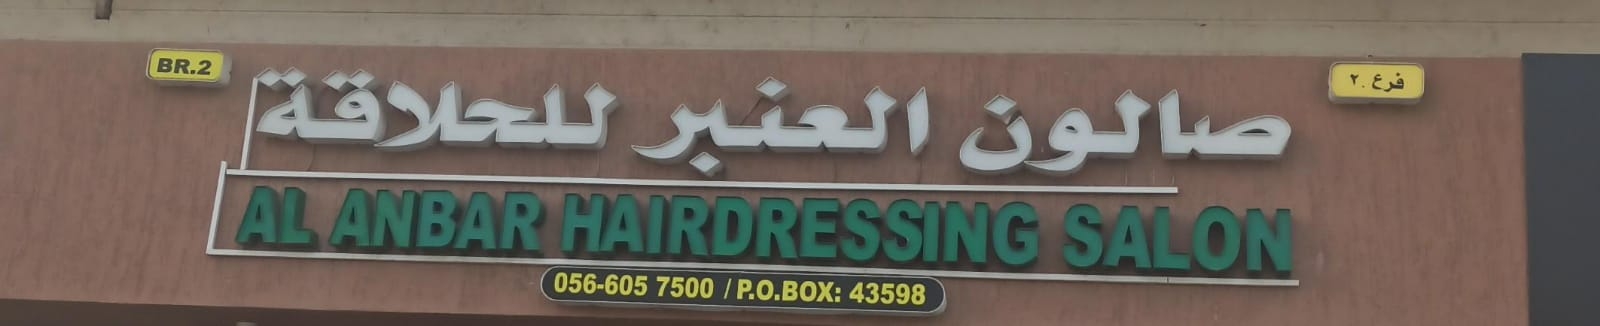 BR.2
فرع .٢
صالون العنبر للحلاقة
AL ANBAR HAIRDRESSING SALON
056-605 7500 / P.O.BOX: 43598